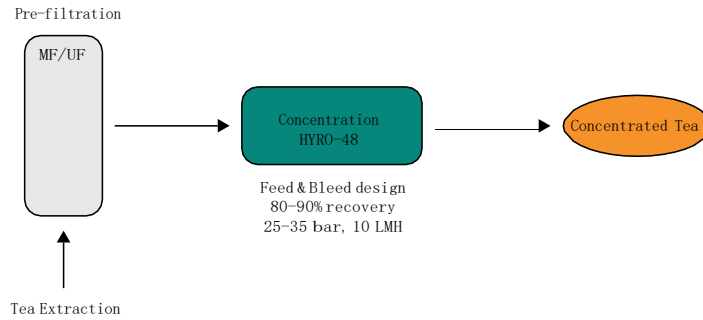 Pre-filtration
MF/UF
Concentration
HYRO-48
Concentrated Tea
Feed & Bleed design
80-90% recovery
25-35 bar, 10 LMH
Tea Extraction